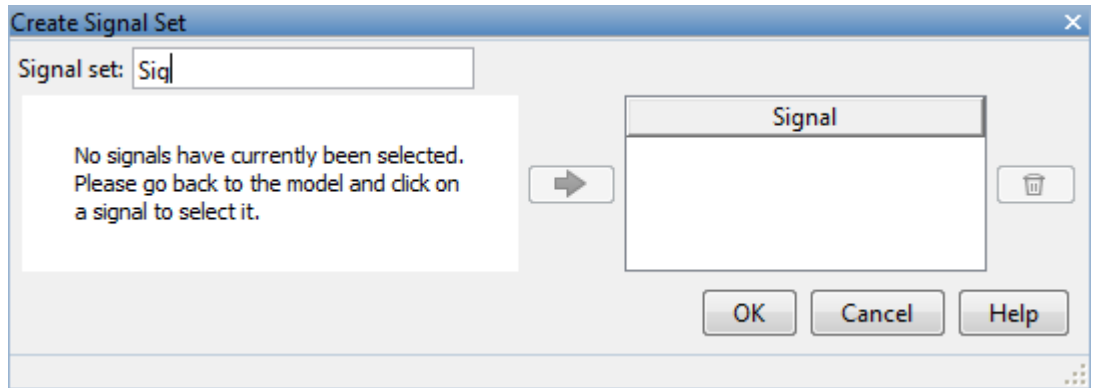 Create Signal Set
Signal set: Sig
Signal
No signals have currently been selected.
Please go back to the model and click on
a signal to select it.
OK Cancel Help